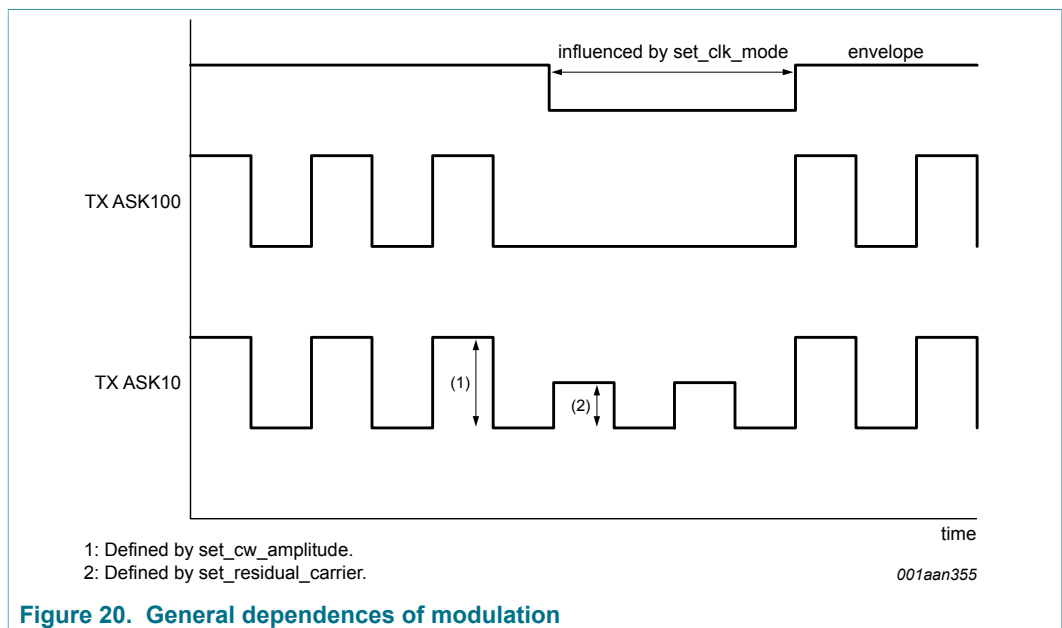 influenced by set_clk_mode
envelope
TX ASK100
TX ASK10
(1)
(2)
time
1: Defined by set_cw_amplitude.
2: Defined by set_residual_carrier.
001aan355
Figure 20. General dependences of modulation